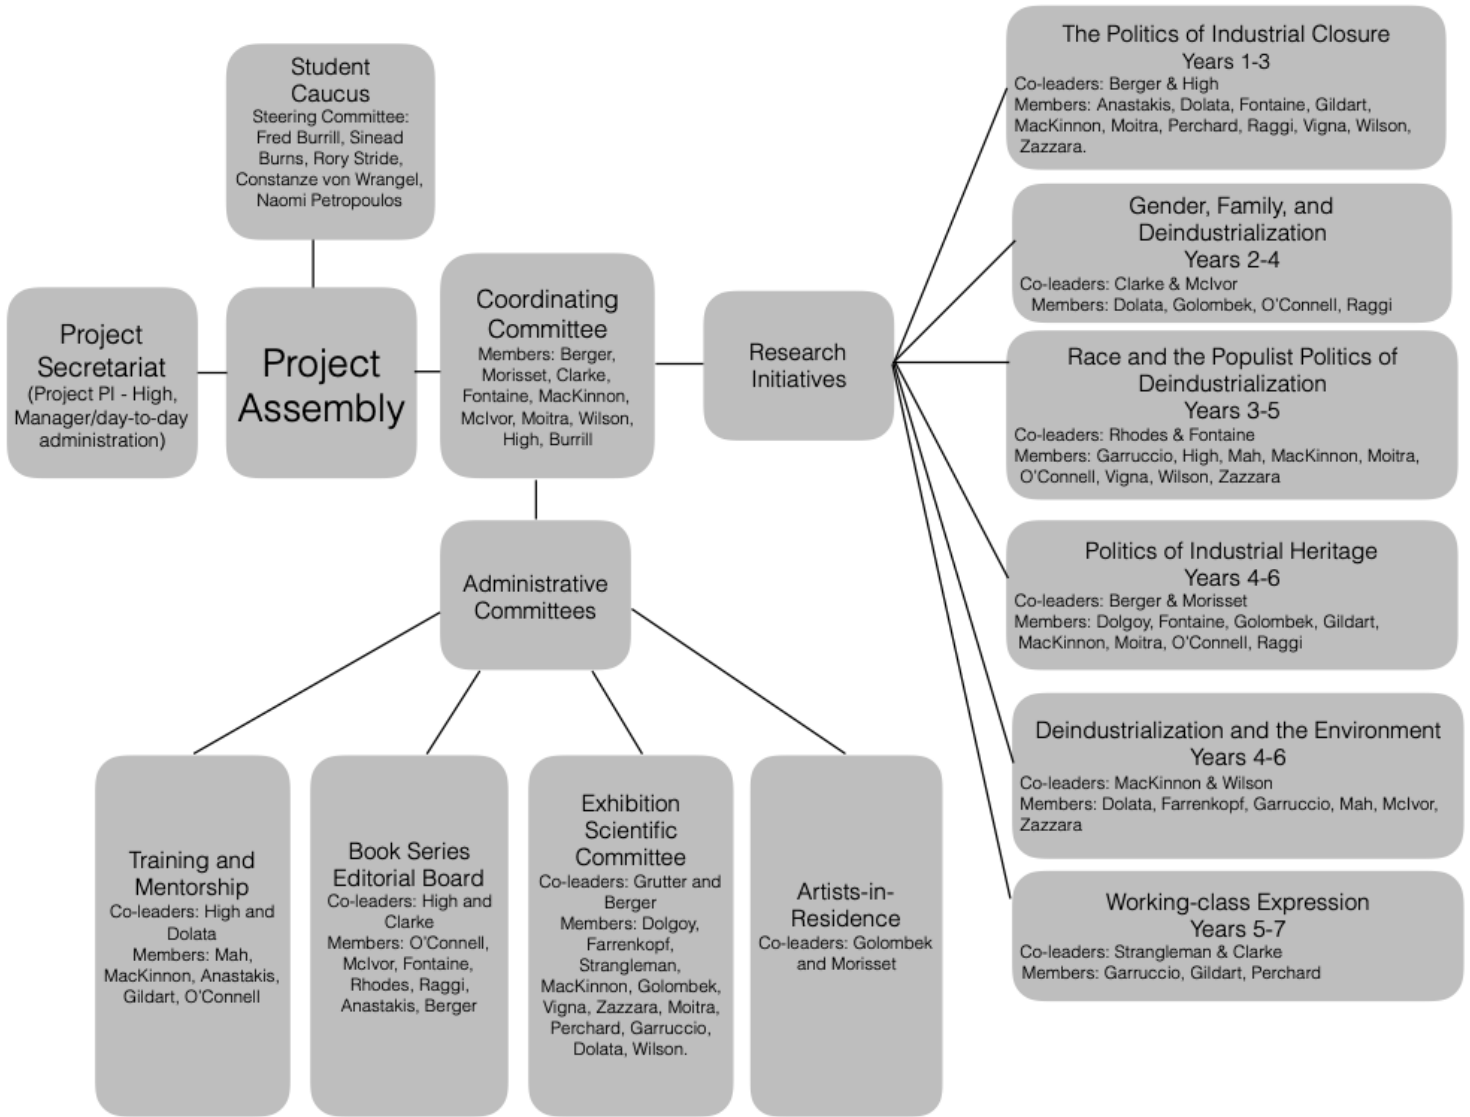 Student
Caucus
Steering Committee:
Fred Burrill, Sinead
Burns, Rory Stride,
Constanze von Wrangel,
Naomi Petropoulos
Project
Secretariat
(Project PI - High,
Manager/day-to-day
administration)
Project
Assembly
Coordinating
Committee
Members: Berger,
Morisset, Clarke,
Fontaine, MacKinnon,
McIvor, Moitra, Wilson,
High, Burrill
Research
Initiatives
The Politics of Industrial Closure
Years 1-3
Co-leaders: Berger & High
Members: Anastakis, Dolata, Fontaine, Gildart,
MacKinnon, Moitra, Perchard, Raggi, Vigna, Wilson,
Zazzara.
Gender, Family, and
Deindustrialization
Years 2-4
Co-leaders: Clarke & McIvor
Members: Dolata, Golombek, O'Connell, Raggi
Race and the Populist Politics of
Deindustrialization
Years 3-5
Co-leaders: Rhodes & Fontaine
Members: Garruccio, High, Mah, MacKinnon, Moitra,
O'Connell, Vigna, Wilson, Zazzara
Politics of Industrial Heritage
Years 4-6
Co-leaders: Berger & Morisset
Members: Dolgoy, Fontaine, Golombek, Gildart,
MacKinnon, Moitra, O'Connell, Raggi
Deindustrialization and the Environment
Years 4-6
Co-leaders: MacKinnon & Wilson
Members: Dolata, Farrenkopf, Garruccio, Mah, McIvor,
Zazzara
Working-class Expression
Years 5-7
Co-leaders: Strangleman & Clarke
Members: Garruccio, Gildart, Perchard
Administrative
Committees
Training and
Mentorship
Co-leaders: High and
Dolata
Members: Mah,
MacKinnon, Anastakis,
Gildart, O'Connell
Book Series
Editorial Board
Co-leaders: High and
Clarke
Members: O'Connell,
McIvor, Fontaine,
Rhodes, Raggi,
Anastakis, Berger
Exhibition
Scientific
Committee
Co-leaders: Grutter and
Berger
Members: Dolgoy,
Farrenkopf,
Strangleman,
MacKinnon, Golombek,
Vigna, Zazzara, Moitra,
Perchard, Garruccio,
Dolata, Wilson.
Artists-in-
Residence
Co-leaders: Golombek
and Morisset